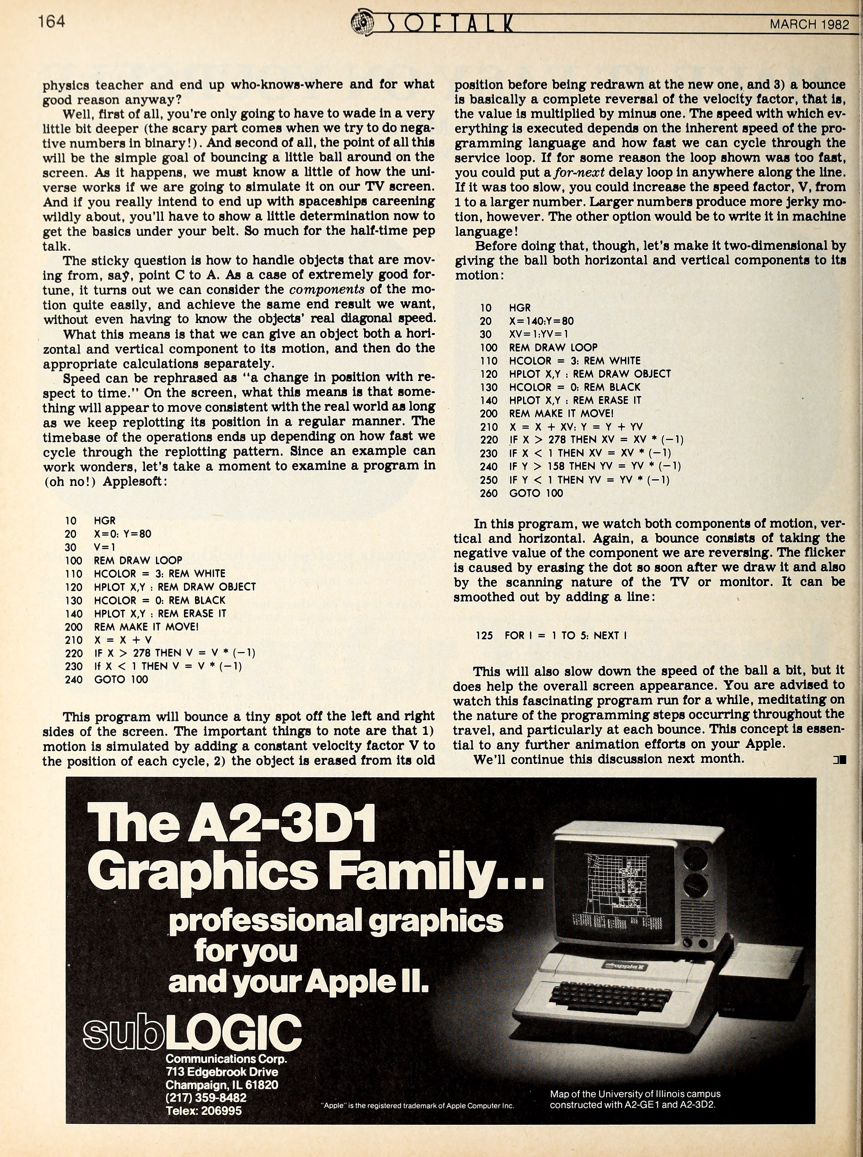 164
SOFTALK
MARCH 1982
physics teacher and end up who-knows-where and for what
good reason anyway?
Well, first of all, you're only going to have to wade in a very
little bit deeper (the scary part comes when we try to do nega-
tive numbers in binary!). And second of all, the point of all this
will be the simple goal of bouncing a little ball around on the
screen. As it happens, we must know a little of how the uni-
verse works if we are going to simulate it on our TV screen.
And if you really intend to end up with spaceships careening
wildly about, you'll have to show a little determination now to
get the basics under your belt. So much for the half-time pep
talk.
The sticky question is how to handle objects that are mov-
ing from, say, point C to A. As a case of extremely good for-
tune, it turns out we can consider the components of the mo-
tion quite easily, and achieve the same end result we want,
without even having to know the objects' real diagonal speed.
What this means is that we can give an object both a hori-
zontal and vertical component to its motion, and then do the
appropriate calculations separately.
Speed can be rephrased as "a change in position with re-
spect to time." On the screen, what this means is that some-
thing will appear to move consistent with the real world as long
as we keep replotting its position in a regular manner. The
timebase of the operations ends up depending on how fast we
cycle through the replotting pattern. Since an example can
work wonders, let's take a moment to examine a program in
(oh no!) Applesoft:
10 HGR
20 X=0: Y=80
30 V=1
100 REM DRAW LOOP
110 HCOLOR = 3: REM WHITE
120 HPLOT X,Y : REM DRAW OBJECT
130 HCOLOR = 0: REM BLACK
140 HPLOT X,Y : REM ERASE IT
200 REM MAKE IT MOVE!
210 X = X + V
220 IF X > 278 THEN V = V * (−1)
230 If X < 1 THEN V = V * (−1)
240 GOTO 100
This program will bounce a tiny spot off the left and right
sides of the screen. The important things to note are that 1)
motion is simulated by adding a constant velocity factor V to
the position of each cycle, 2) the object is erased from its old
position before being redrawn at the new one, and 3) a bounce
is basically a complete reversal of the velocity factor, that is,
the value is multiplied by minus one. The speed with which ev-
erything is executed depends on the inherent speed of the pro-
gramming language and how fast we can cycle through the
service loop. If for some reason the loop shown was too fast,
you could put a for-next delay loop in anywhere along the line.
If it was too slow, you could increase the speed factor, V, from
1 to a larger number. Larger numbers produce more jerky mo-
tion, however. The other option would be to write it in machine
language!
Before doing that, though, let's make it two-dimensional by
giving the ball both horizontal and vertical components to its
motion:
10 HGR
20 X=140:Y=80
30 XV=1:YV=1
100 REM DRAW LOOP
110 HCOLOR = 3: REM WHITE
120 HPLOT X,Y : REM DRAW OBJECT
130 HCOLOR = 0: REM BLACK
140 HPLOT X,Y : REM ERASE IT
200 REM MAKE IT MOVE!
210 X = X + XV: Y = Y + YV
220 IF X > 278 THEN XV = XV * (−1)
230 IF X < 1 THEN XV = XV * (−1)
240 IF Y > 158 THEN YV = YV * (−1)
250 IF Y < 1 THEN YV = YV * (−1)
260 GOTO 100
In this program, we watch both components of motion, ver-
tical and horizontal. Again, a bounce consists of taking the
negative value of the component we are reversing. The flicker
is caused by erasing the dot so soon after we draw it and also
by the scanning nature of the TV or monitor. It can be
smoothed out by adding a line:
125 FOR I = 1 TO 5: NEXT I
This will also slow down the speed of the ball a bit, but it
does help the overall screen appearance. You are advised to
watch this fascinating program run for a while, meditating on
the nature of the programming steps occurring throughout the
travel, and particularly at each bounce. This concept is essen-
tial to any further animation efforts on your Apple.
We'll continue this discussion next month.
The A2-3D1
Graphics Family...
professional graphics
for you
and your Apple II.
subLOGIC
Communications Corp.
713 Edgebrook Drive
Champaign, IL 61820
(217) 359-8482
Telex: 206995
"Apple" is the registered trademark of Apple Computer Inc.
apple II
Map of the University of Illinois campus
constructed with A2-GE1 and A2-3D2.